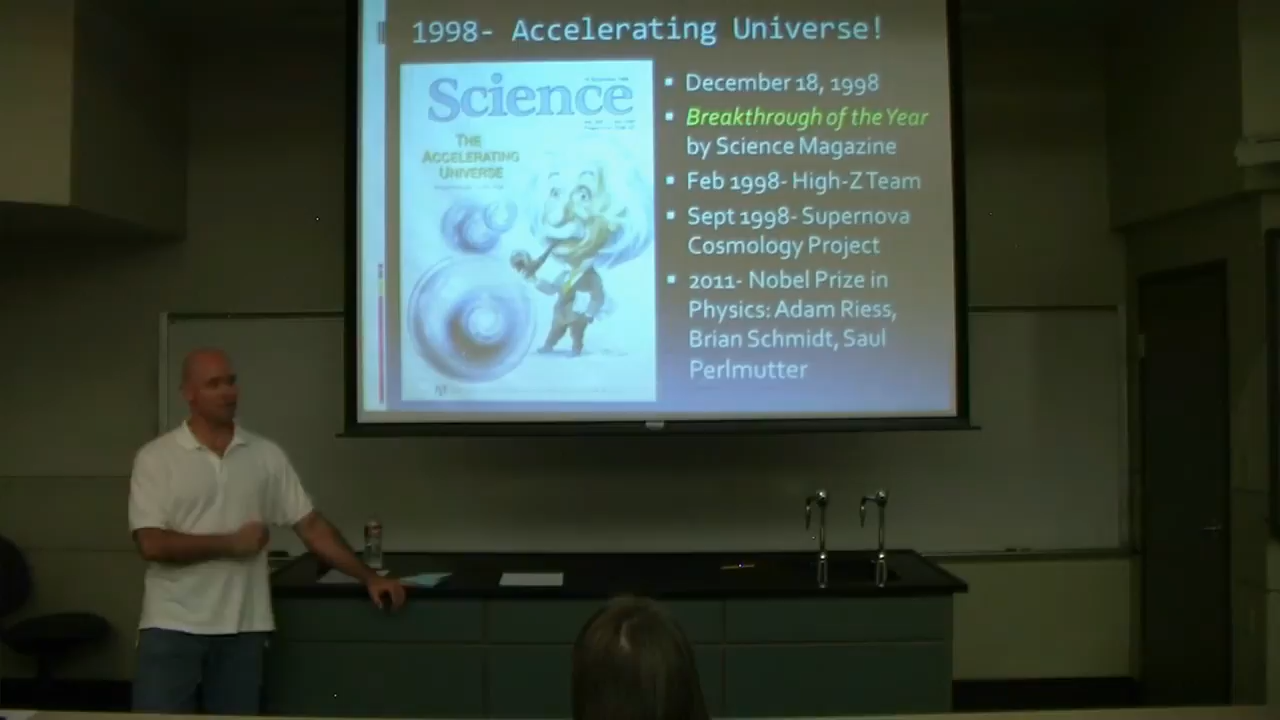 1998- Accelerating Universe!
Science
THE
ACCELERATING
UNIVERSE
December 18, 1998
Breakthrough of the Year
by Science Magazine
Feb 1998- High-Z Team
Sept 1998- Supernova
Cosmology Project
2011- Nobel Prize in
Physics: Adam Riess,
Brian Schmidt, Saul
Perlmutter